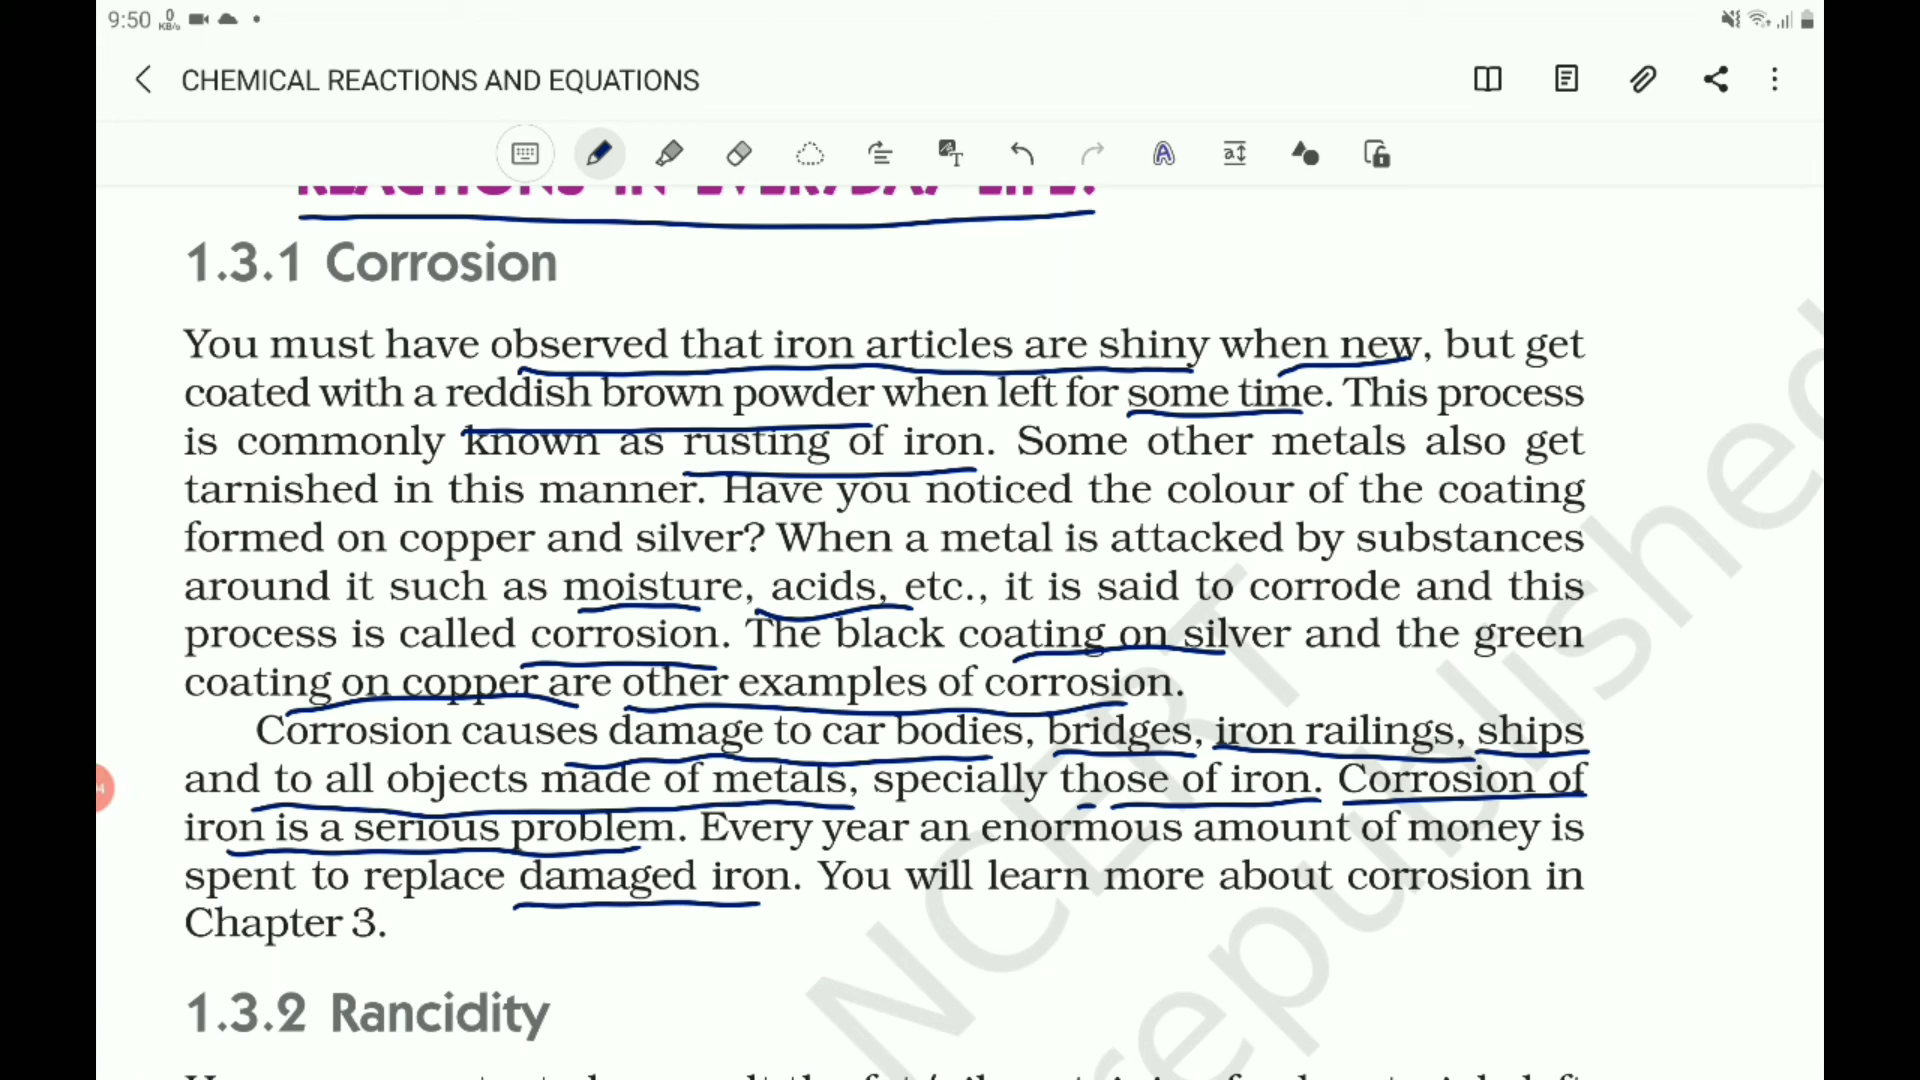 9:50 0 KB/s
CHEMICAL REACTIONS AND EQUATIONS
REACTIONS IN EVERYDAY LIFE?
1.3.1 Corrosion
You must have observed that iron articles are shiny when new, but get
coated with a reddish brown powder when left for some time. This process
is commonly known as rusting of iron. Some other metals also get
tarnished in this manner. Have you noticed the colour of the coating
formed on copper and silver? When a metal is attacked by substances
around it such as moisture, acids, etc., it is said to corrode and this
process is called corrosion. The black coating on silver and the green
coating on copper are other examples of corrosion.
Corrosion causes damage to car bodies, bridges, iron railings, ships
and to all objects made of metals, specially those of iron. Corrosion of
iron is a serious problem. Every year an enormous amount of money is
spent to replace damaged iron. You will learn more about corrosion in
Chapter 3.
1.3.2 Rancidity
NCERT
republished